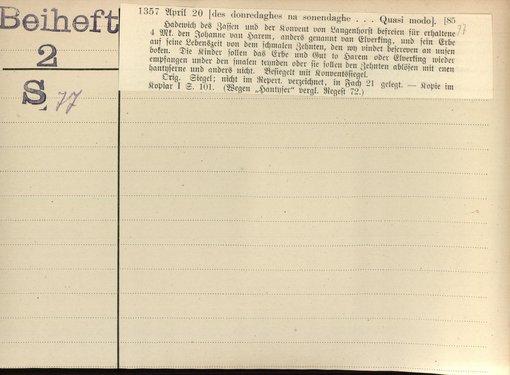 Beiheft
2
S. 77
1357 April 20 [des donredaghes na sonendaghe . . . Quasi modo]. [85
77
Hadewich des Zassen und der Konvent von Langenhorst befreien für erhaltene
4 Mk. den Johanne van Harem, anders genannt van Elverking, und sein Erbe
auf seine Lebenszeit von dem schmalen Zehnten, den wy vindet bescreven an unsen
boken. Die Kinder sollen das Erbe und Gut to Harem oder Elverking wieder
empfangen under den smalen teynden oder sie sollen den Zehnten ablösen mit enen
hantyserne und anders nicht. Besiegelt mit Konventssiegel.
Orig. Siegel; nicht im Repert. verzeichnet, in Fach 21 gelegt. — Kopie im
Kopiar I S. 101. (Wegen „Hantyser“ vergl. Regest 72.)